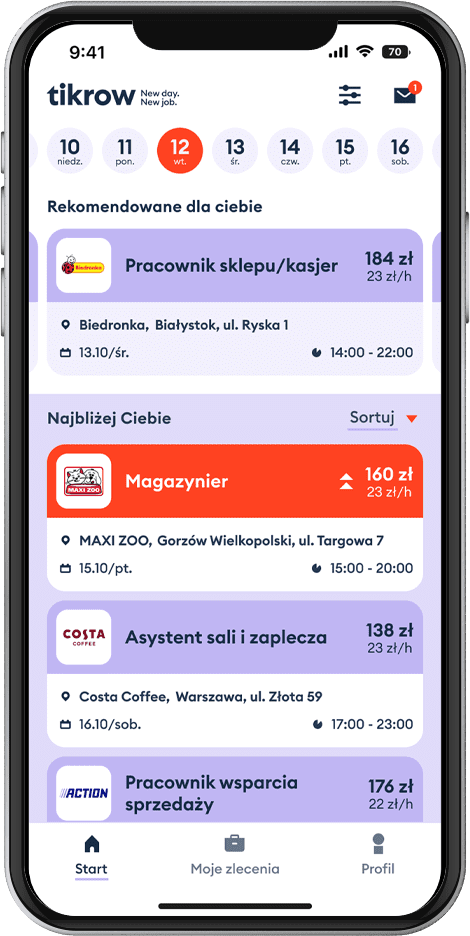 9:41
70
tikrow New day.
New job.
1
10 11 12 13 14 15 16
niedz. pon. wt. śr. czw. pt. sob.
Rekomendowane dla ciebie
Biedronka
Pracownik sklepu/kasjer
184 zł
23 zł/h
Biedronka, Białystok, ul. Ryska 1
13.10/śr. 14:00 - 22:00
Najbliżej Ciebie Sortuj
MAXI ZOO
Magazynier
160 zł
23 zł/h
MAXI ZOO, Gorzów Wielkopolski, ul. Targowa 7
15.10/pt. 15:00 - 20:00
COSTA
COFFEE
Asystent sali i zaplecza
138 zł
23 zł/h
Costa Coffee, Warszawa, ul. Złota 59
16.10/sob. 17:00 - 23:00
ACTION
Pracownik wsparcia
sprzedaży
176 zł
22 zł/h
Start Moje zlecenia Profil